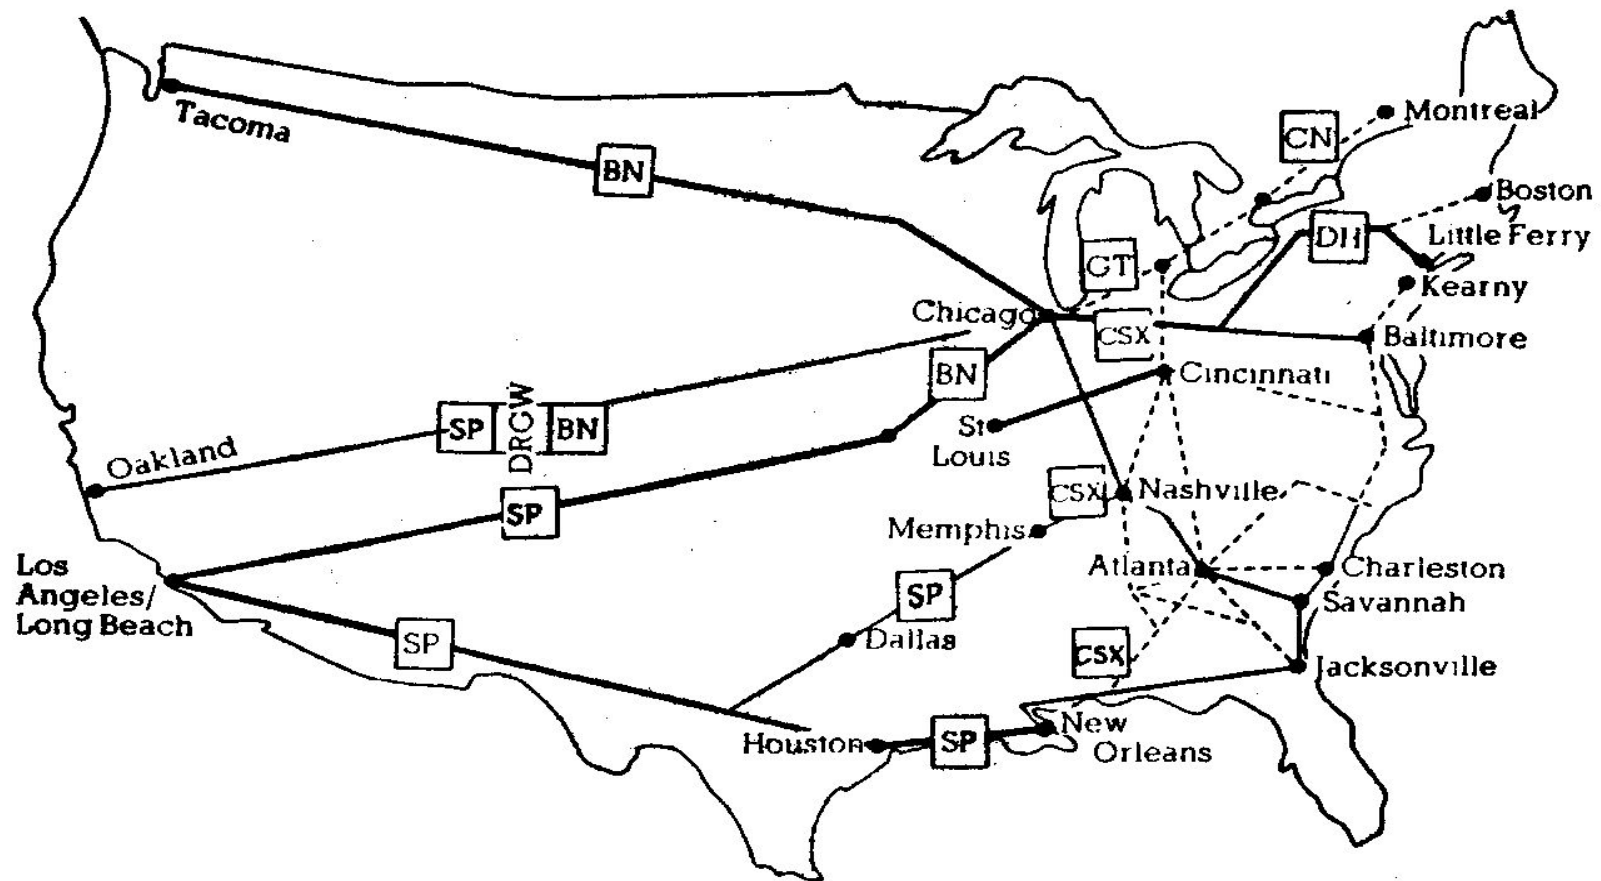 Montreal
CN
Tacoma
BN
Boston
DH
Little Ferry
GT
Kearny
Chicago
CSX
Baltimore
BN
Cincinnati
SP
DRGW
BN
St
Louis
Oakland
SP
CSX
Nashville
Memphis
Los
Angeles/
Long Beach
Atlanta
Charleston
SP
Savannah
SP
Dallas
CSX
Jacksonville
New
Orleans
Houston
SP